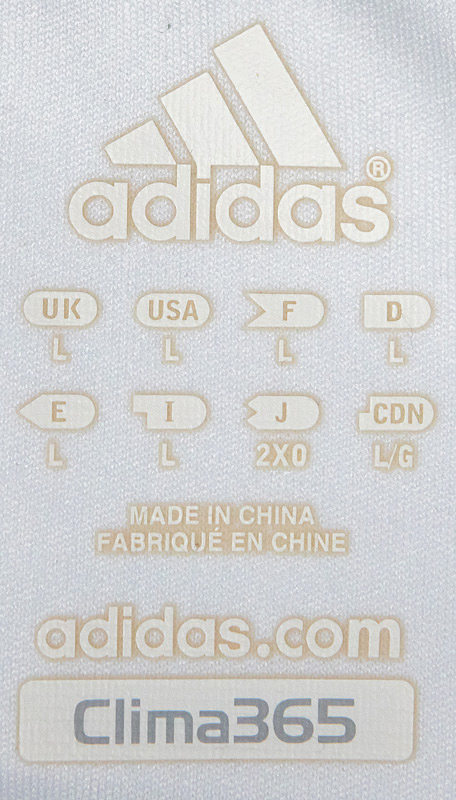 adidas®
UK USA F D
L L L L
E I J CDN
L L 2XO L/G
MADE IN CHINA
FABRIQUÉ EN CHINE
adidas.com
Clima365